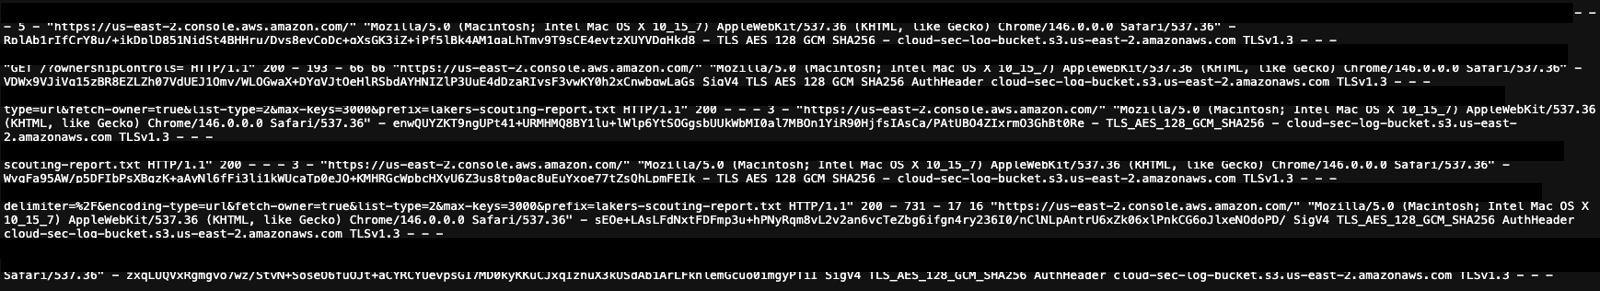 - -
- 5 - "https://us-east-2.console.aws.amazon.com/" "Mozilla/5.0 (Macintosh; Intel Mac OS X 10_15_7) AppleWebKit/537.36 (KHTML, like Gecko) Chrome/146.0.0.0 Safari/537.36" -
- TLS_AES_128_GCM_SHA256 - cloud-sec-log-bucket.s3.us-east-2.amazonaws.com TLSv1.3 - - -
"GET /?ownershipControls= HTTP/1.1" 200 - 193 - 66 66 "https://us-east-2.console.aws.amazon.com/" "Mozilla/5.0 (Macintosh; Intel Mac OS X 10_15_7) AppleWebKit/537.36 (KHTML, like Gecko) Chrome/146.0.0.0 Safari/537.36" -
SigV4 TLS_AES_128_GCM_SHA256 AuthHeader cloud-sec-log-bucket.s3.us-east-2.amazonaws.com TLSv1.3 - - -
type=url&fetch-owner=true&list-type=2&max-keys=3000&prefix=lakers-scouting-report.txt HTTP/1.1" 200 - - - 3 - "https://us-east-2.console.aws.amazon.com/" "Mozilla/5.0 (Macintosh; Intel Mac OS X 10_15_7) AppleWebKit/537.36
(KHTML, like Gecko) Chrome/146.0.0.0 Safari/537.36" - enwQUYZKT9ngUPt41+URMHMQ8BY1lu+lWlp6YtSOGgsbUUkWbMI0al7MBOn1YiR90HjfsIAsCa/PAtUBO4ZIxrmO3GhBt0Re - TLS_AES_128_GCM_SHA256 - cloud-sec-log-bucket.s3.us-east-
2.amazonaws.com TLSv1.3 - - -
scouting-report.txt HTTP/1.1" 200 - - - 3 - "https://us-east-2.console.aws.amazon.com/" "Mozilla/5.0 (Macintosh; Intel Mac OS X 10_15_7) AppleWebKit/537.36 (KHTML, like Gecko) Chrome/146.0.0.0 Safari/537.36" -
- TLS_AES_128_GCM_SHA256 - cloud-sec-log-bucket.s3.us-east-2.amazonaws.com TLSv1.3 - - -
delimiter=%2F&encoding-type=url&fetch-owner=true&list-type=2&max-keys=3000&prefix=lakers-scouting-report.txt HTTP/1.1" 200 - 731 - 17 16 "https://us-east-2.console.aws.amazon.com/" "Mozilla/5.0 (Macintosh; Intel Mac OS X
10_15_7) AppleWebKit/537.36 (KHTML, like Gecko) Chrome/146.0.0.0 Safari/537.36" - sEOe+LAsLFdNxtFDFmp3u+hPNyRqm8vL2v2an6vcTeZbg6ifgn4ry236I0/nClNLpAntrU6xZk06xlPnkCG6oJlxeNOdoPD/ SigV4 TLS_AES_128_GCM_SHA256 AuthHeader
cloud-sec-log-bucket.s3.us-east-2.amazonaws.com TLSv1.3 - - -
Safari/537.36" - SigV4 TLS_AES_128_GCM_SHA256 AuthHeader cloud-sec-log-bucket.s3.us-east-2.amazonaws.com TLSv1.3 - - -